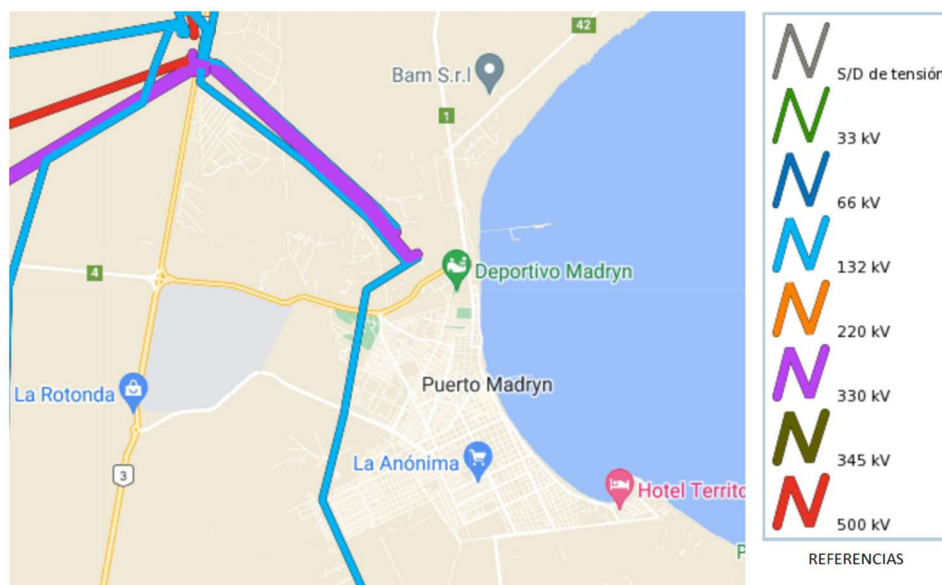 42
Bam S.r.l
1
4
Deportivo Madryn
La Rotonda
Puerto Madryn
La Anónima
3
Hotel Territo
P
S/D de tensión
33 kV
66 kV
132 kV
220 kV
330 kV
345 kV
500 kV
REFERENCIAS